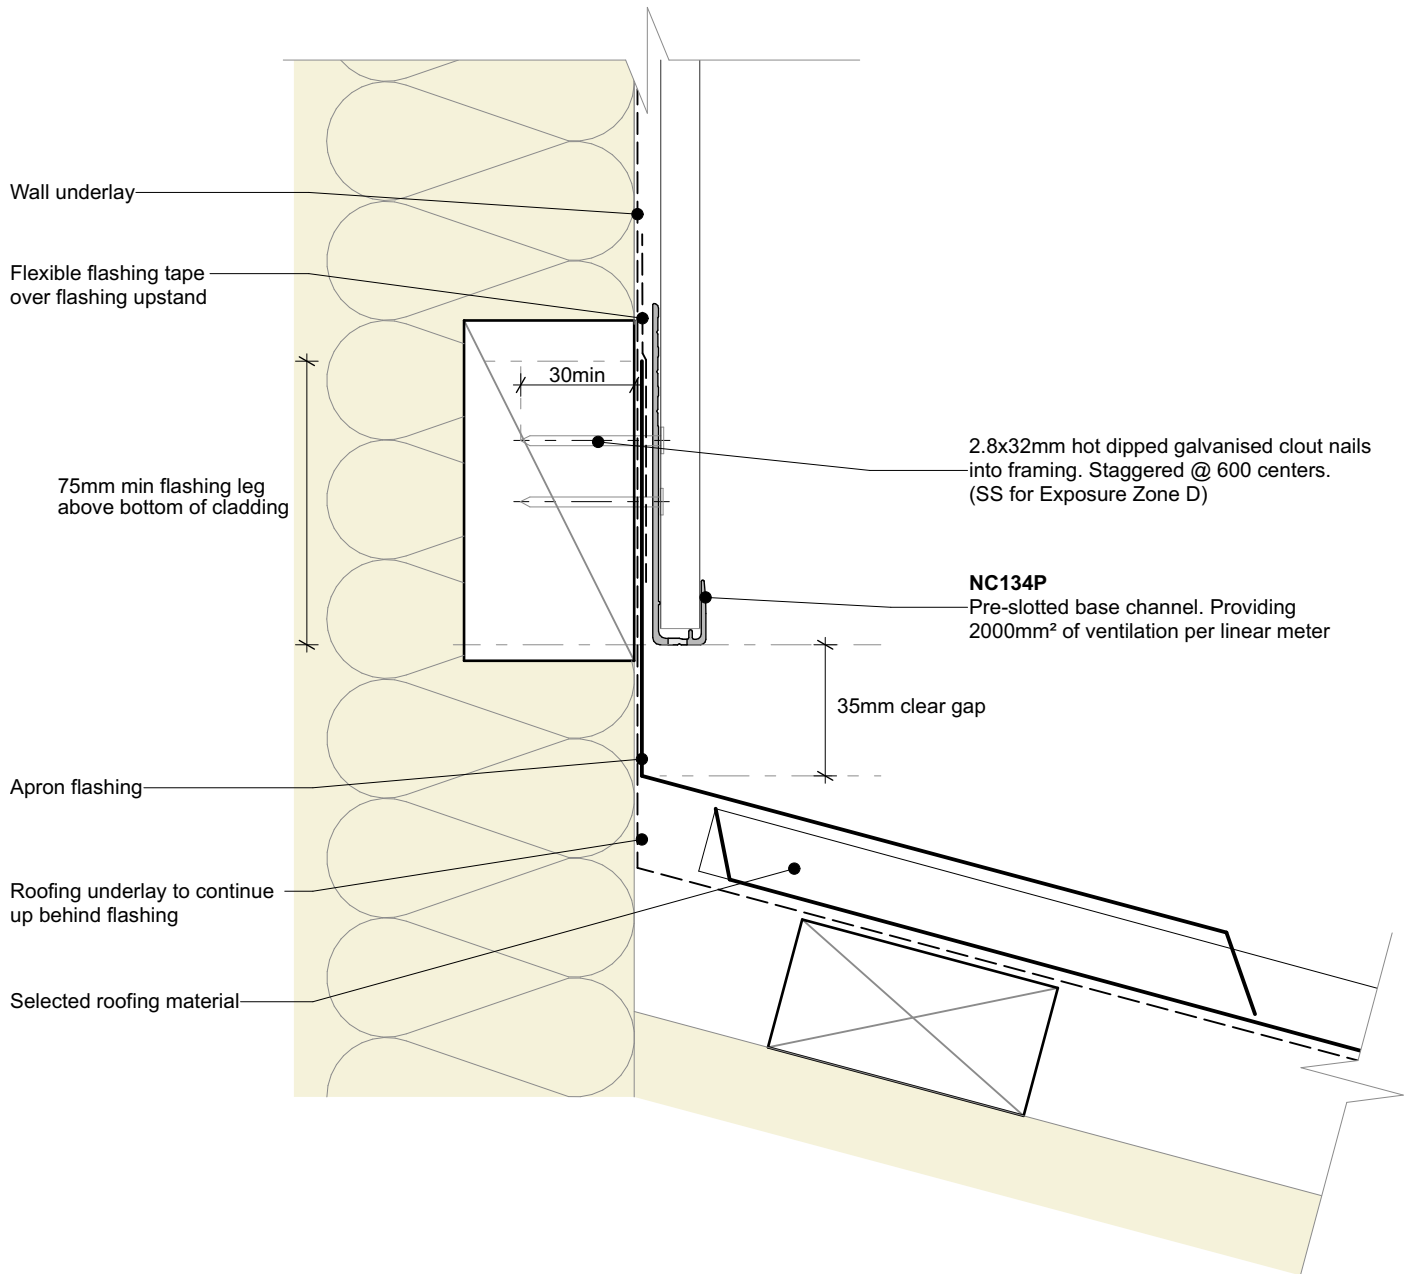 Wall underlay
Flexible flashing tape
over flashing upstand
30min
2.8x32mm hot dipped galvanised clout nails
into framing. Staggered @ 600 centers.
(SS for Exposure Zone D)
75mm min flashing leg
above bottom of cladding
NC134P
Pre-slotted base channel. Providing
2000mm² of ventilation per linear meter
35mm clear gap
Apron flashing
Roofing underlay to continue
up behind flashing
Selected roofing material